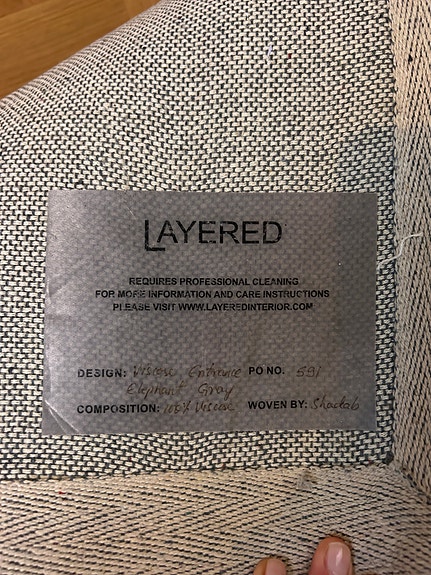 LAYERED
REQUIRES PROFESSIONAL CLEANING
FOR MORE INFORMATION AND CARE INSTRUCTIONS
PLEASE VISIT WWW.LAYEREDINTERIOR.COM
DESIGN: Viscose Entrance PO NO. 591
Elephant Gray
COMPOSITION: 100% Viscose WOVEN BY: Shadab